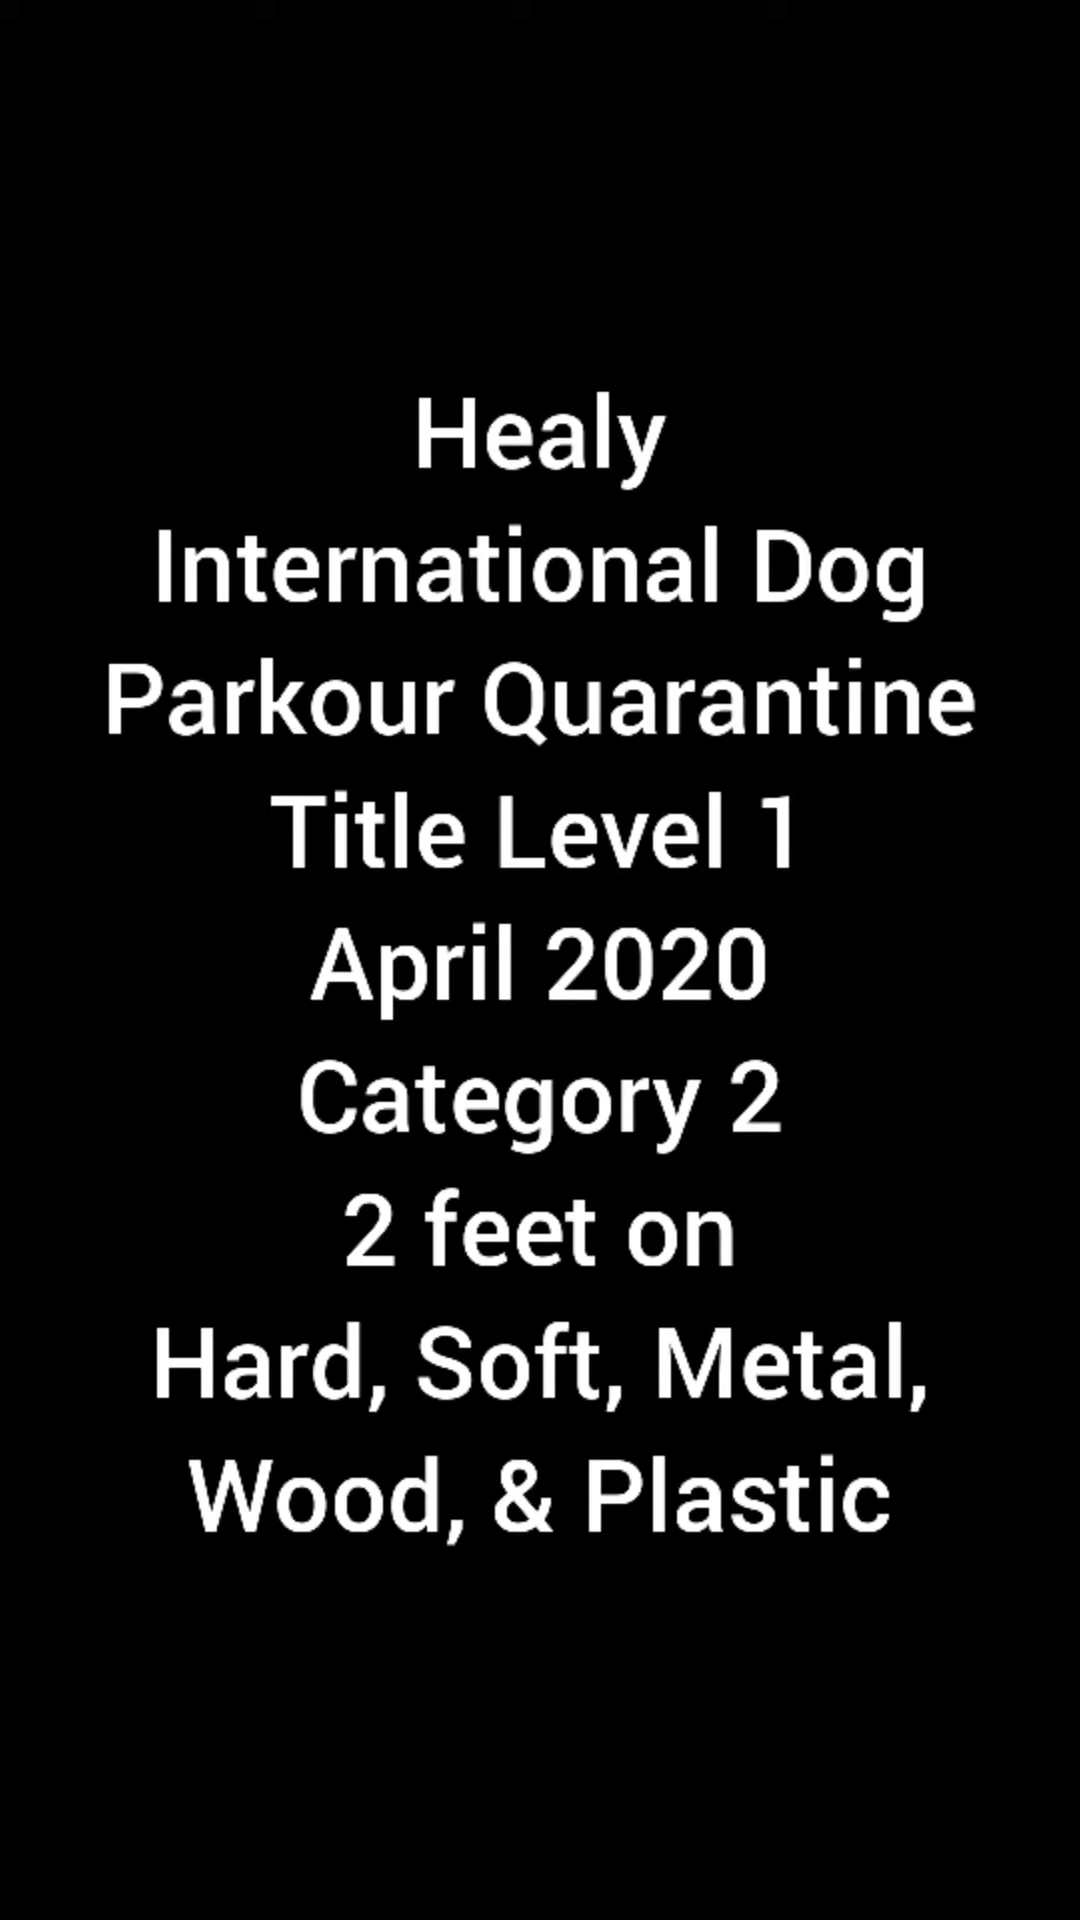 Healy
International Dog
Parkour Quarantine
Title Level 1
April 2020
Category 2
2 feet on
Hard, Soft, Metal,
Wood, & Plastic